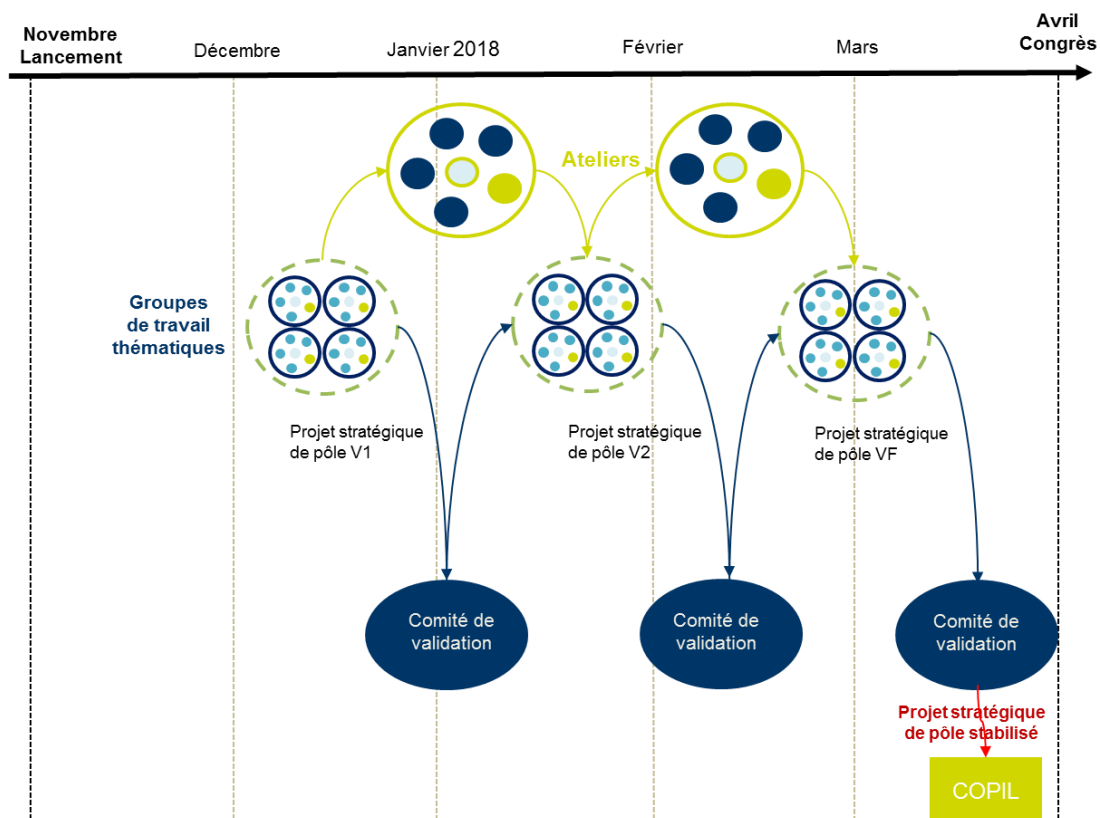 Novembre
Lancement
Décembre
Janvier 2018
Février
Mars
Avril
Congrès
Ateliers
Groupes
de travail
thématiques
Projet stratégique
de pôle V1
Projet stratégique
de pôle V2
Projet stratégique
de pôle VF
Comité de
validation
Comité de
validation
Comité de
validation
Projet stratégique
de pôle stabilisé
COPIL